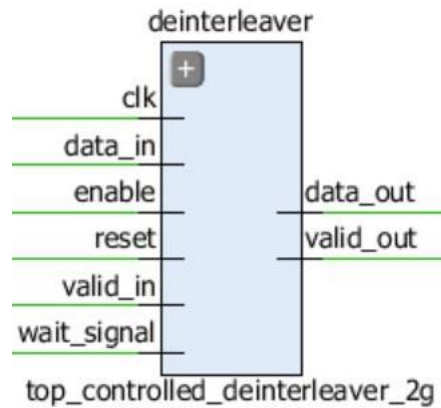 deinterleaver
+
clk
data_in
enable
data_out
reset
valid_out
valid_in
wait_signal
top_controlled_deinterleaver_2g